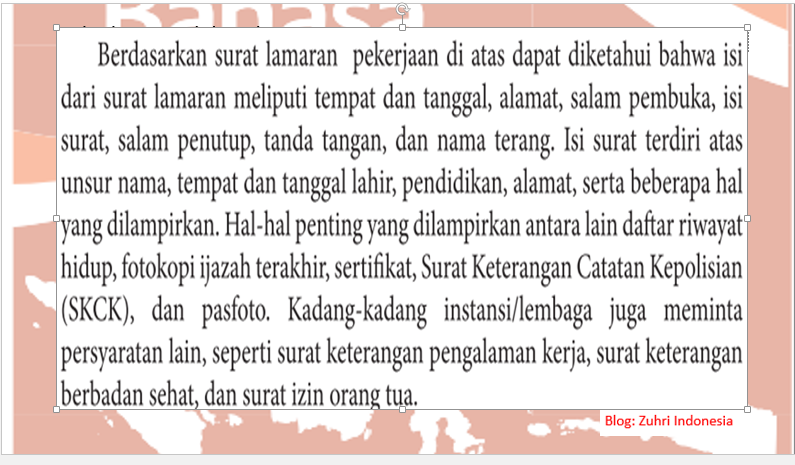 Bahasa
Berdasarkan surat lamaran pekerjaan di atas dapat diketahui bahwa isi
dari surat lamaran meliputi tempat dan tanggal, alamat, salam pembuka, isi
surat, salam penutup, tanda tangan, dan nama terang. Isi surat terdiri atas
unsur nama, tempat dan tanggal lahir, pendidikan, alamat, serta beberapa hal
yang dilampirkan. Hal-hal penting yang dilampirkan antara lain daftar riwayat
hidup, fotokopi ijazah terakhir, sertifikat, Surat Keterangan Catatan Kepolisian
(SKCK), dan pasfoto. Kadang-kadang instansi/lembaga juga meminta
persyaratan lain, seperti surat keterangan pengalaman kerja, surat keterangan
berbadan sehat, dan surat izin orang tua.
Blog: Zuhri Indonesia